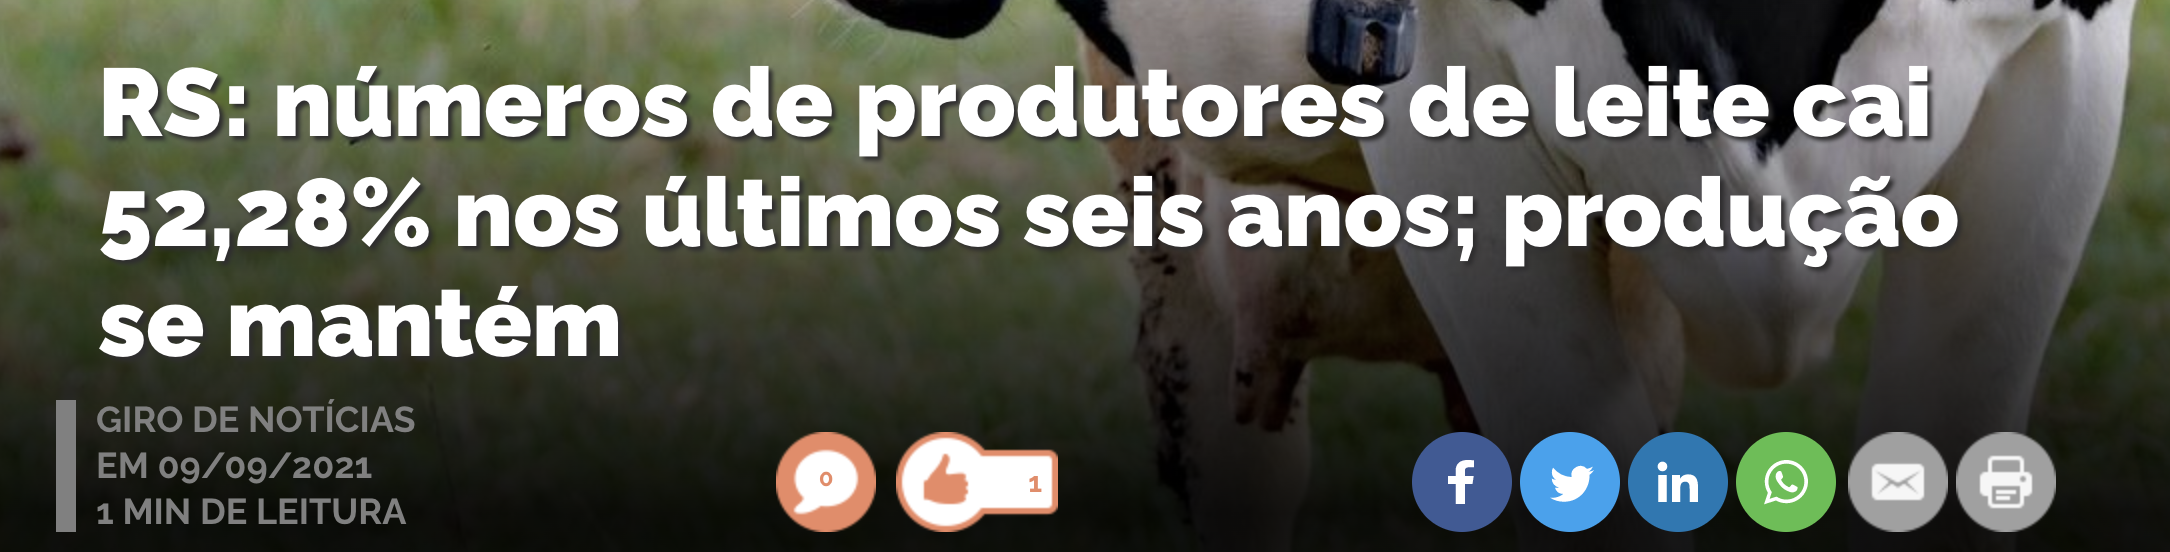 RS: números de produtores de leite cai
52,28% nos últimos seis anos; produção
se mantém
GIRO DE NOTÍCIAS
EM 09/09/2021
1 MIN DE LEITURA
0
1